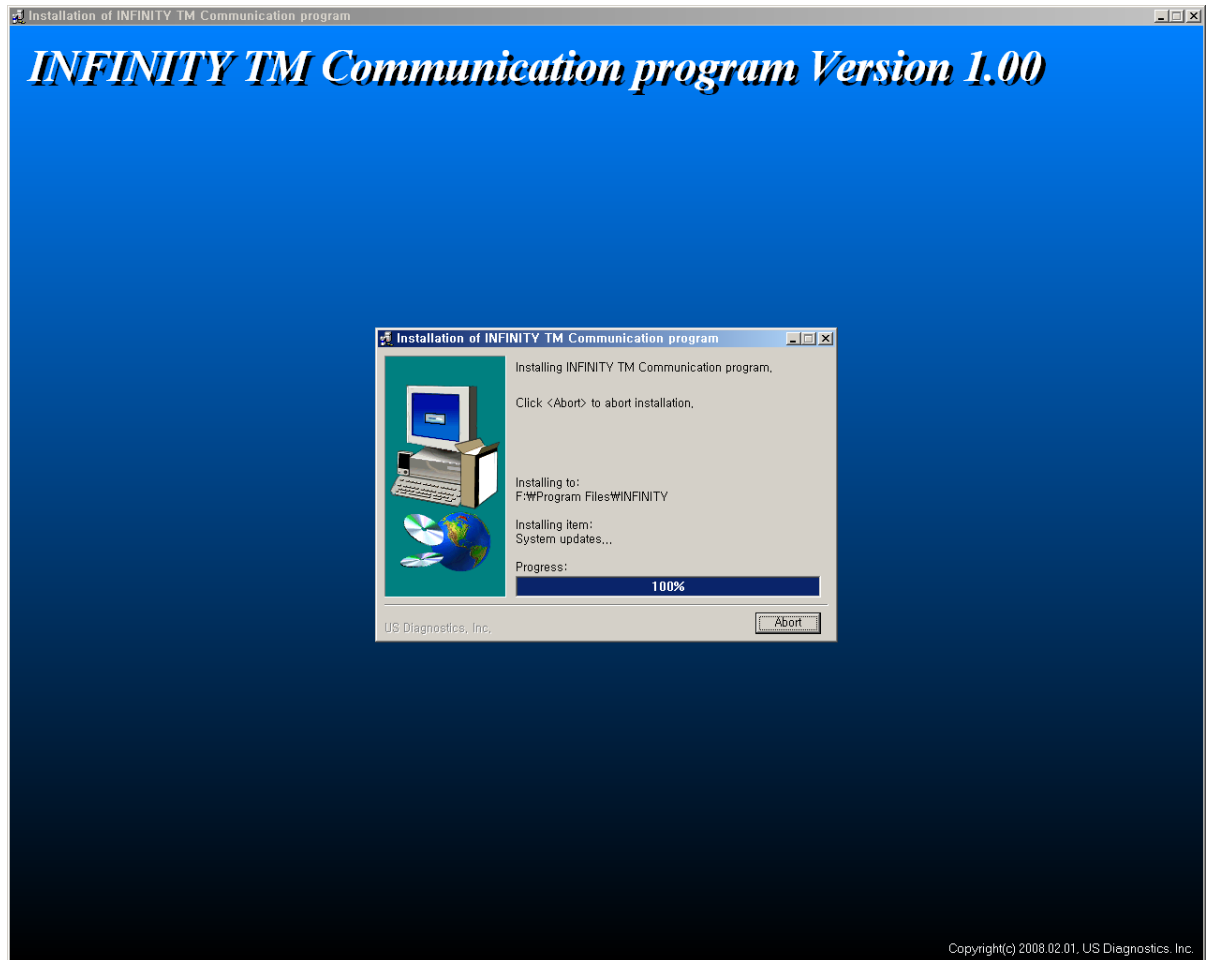 Installation of INFINITY TM Communication program
INFINITY TM Communication program Version 1.00
Installation of INFINITY TM Communication program
Installing INFINITY TM Communication program.
Click <Abort> to abort installation.
Installing to:
F:₩Program Files₩INFINITY
Installing item:
System updates...
Progress:
100%
US Diagnostics, Inc.
Abort
Copyright(c) 2008.02.01, US Diagnostics. Inc.